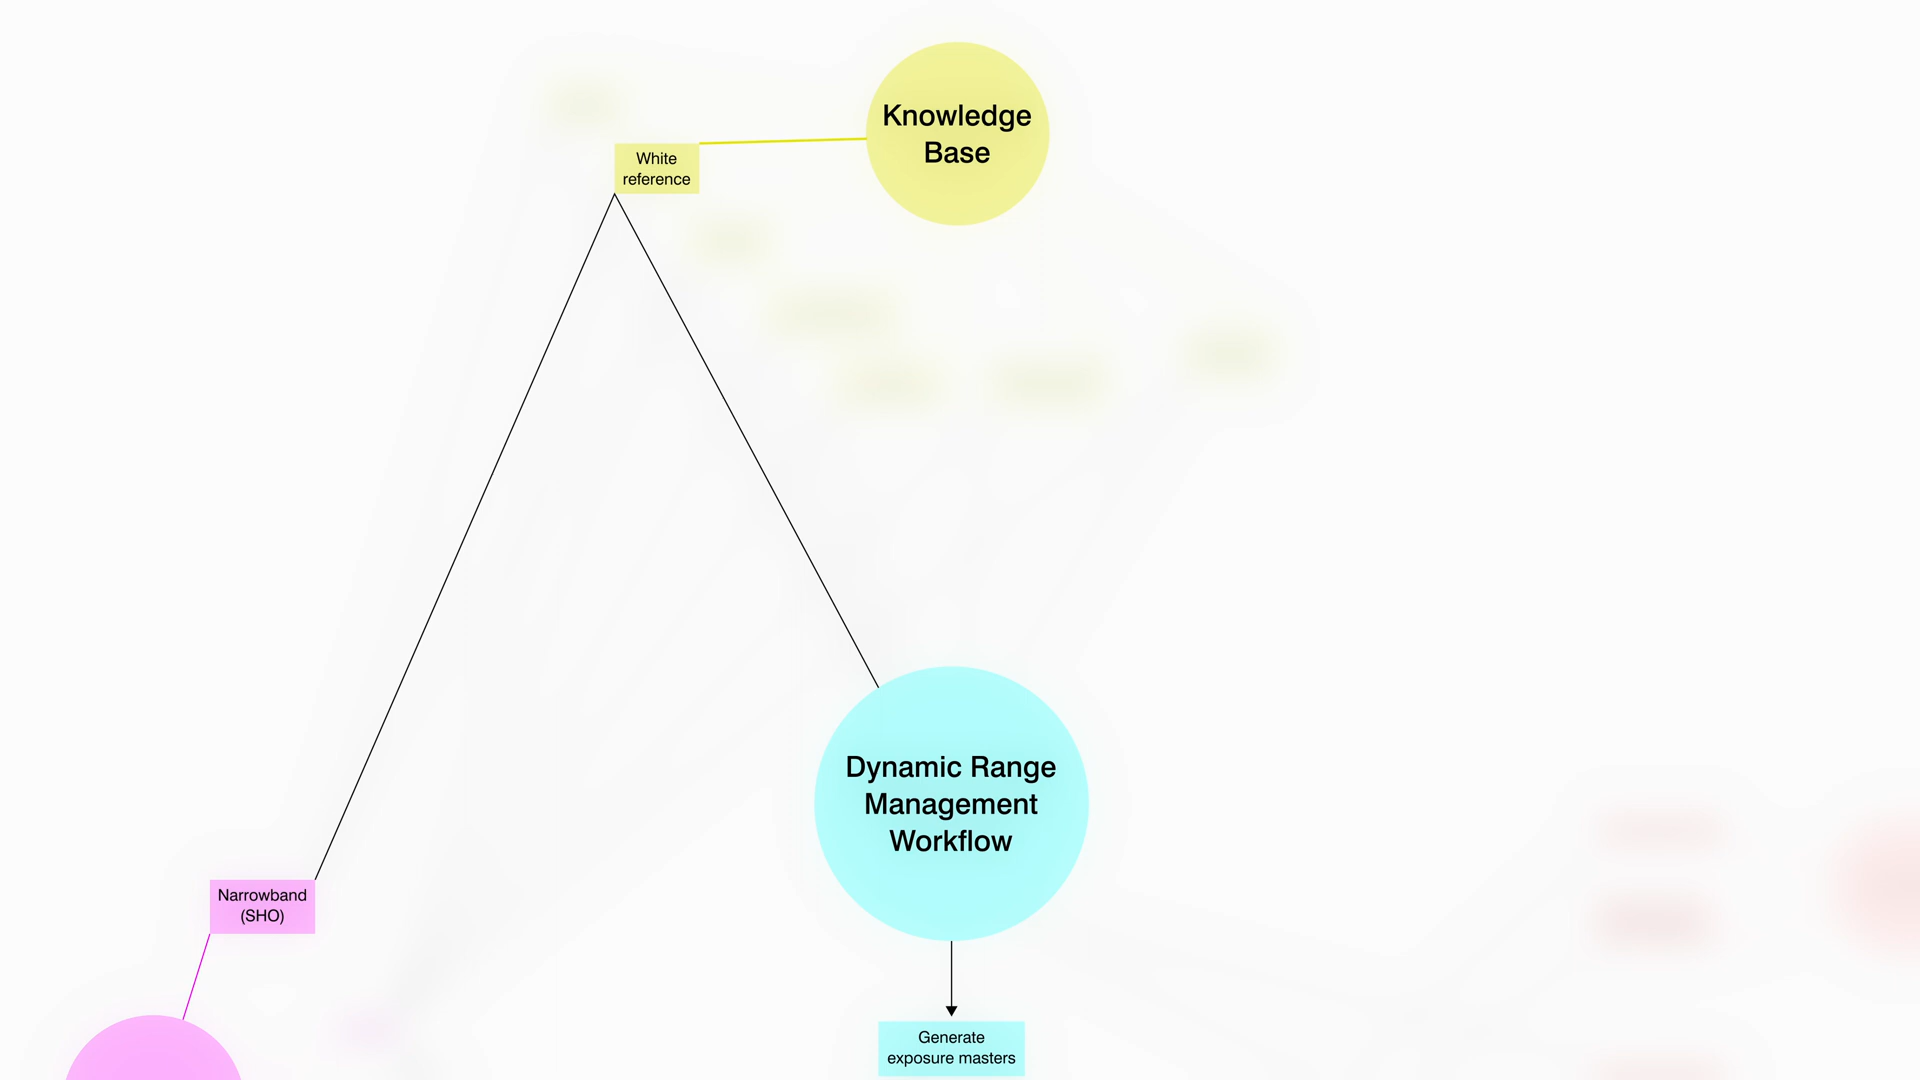 Knowledge
Base
White
reference
Dynamic Range
Management
Workflow
Narrowband
(SHO)
Generate
exposure masters